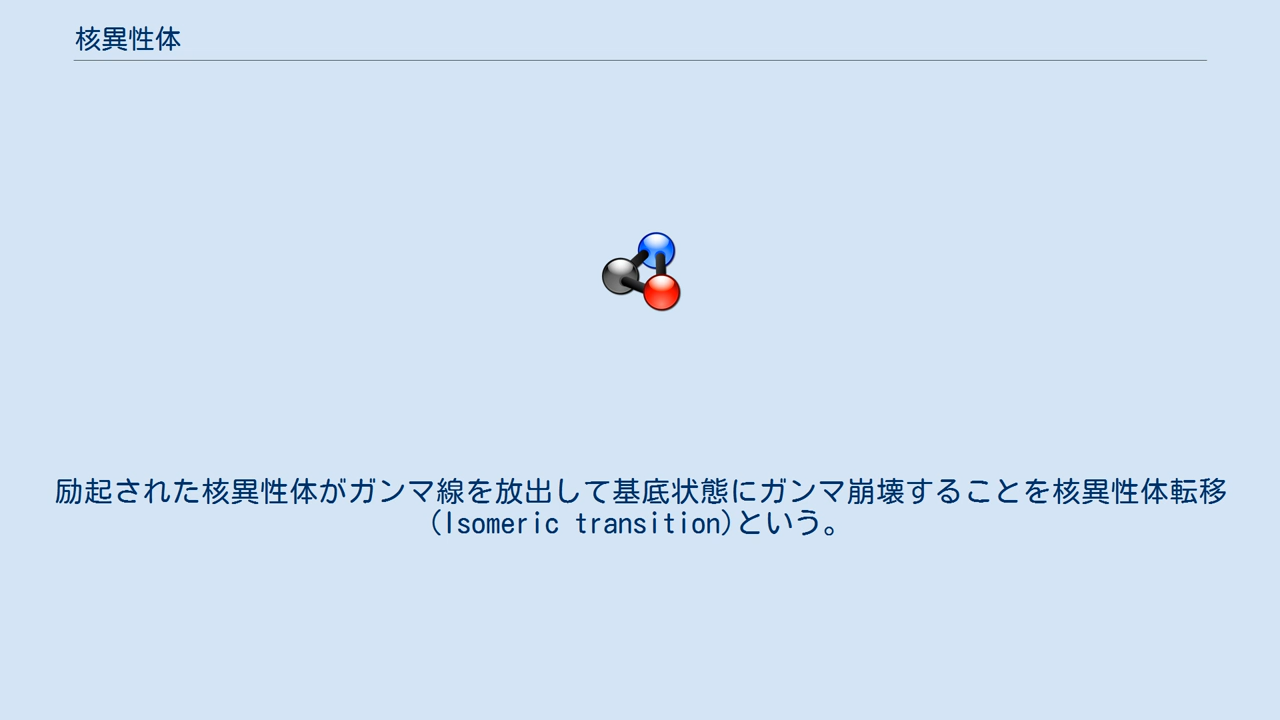 核異性体
励起された核異性体がガンマ線を放出して基底状態にガンマ崩壊することを核異性体転移
(Isomeric transition)という。